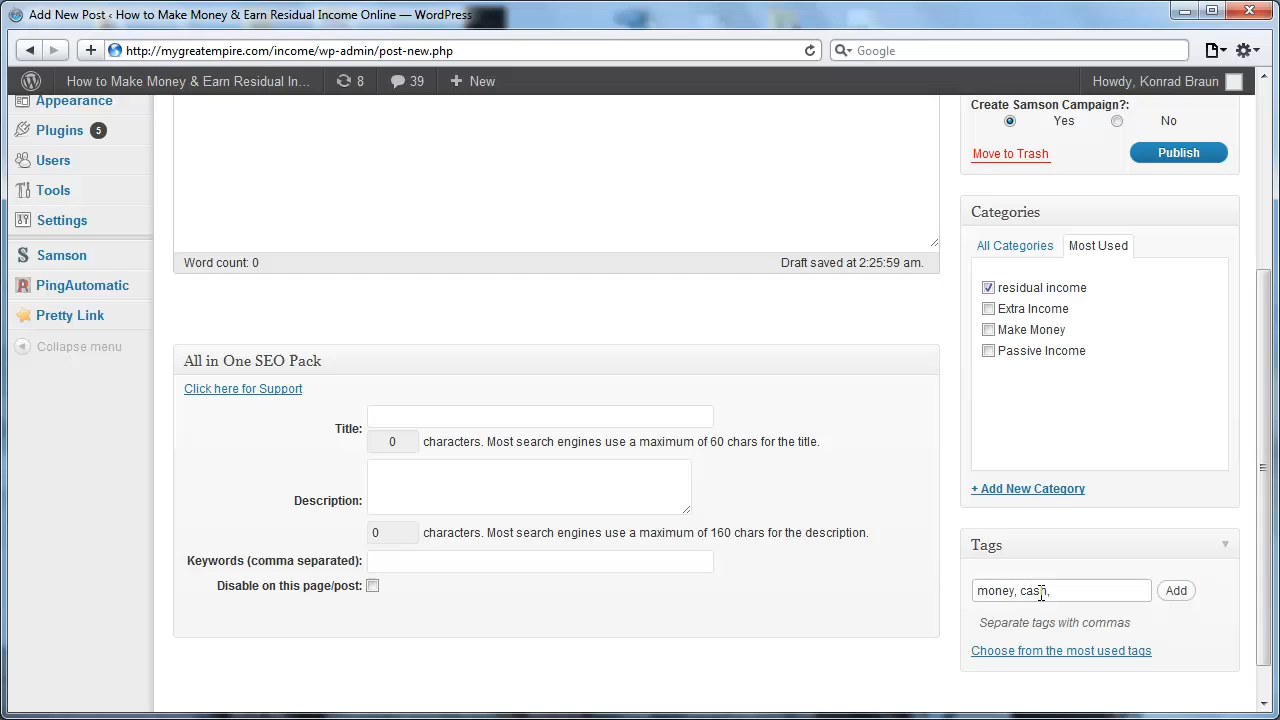 Add New Post ‹ How to Make Money & Earn Residual Income Online — WordPress
http://mygreatempire.com/income/wp-admin/post-new.php
Google
How to Make Money & Earn Residual In... 8 39 New
Howdy, Konrad Braun
Appearance
Plugins 5
Users
Tools
Settings
Samson
PingAutomatic
Pretty Link
Collapse menu
Word count: 0
Draft saved at 2:25:59 am.
All in One SEO Pack
Click here for Support
Title:
0 characters. Most search engines use a maximum of 60 chars for the title.
Description:
0 characters. Most search engines use a maximum of 160 chars for the description.
Keywords (comma separated):
Disable on this page/post:
Create Samson Campaign?:
Yes No
Move to Trash
Publish
Categories
All Categories Most Used
residual income
Extra Income
Make Money
Passive Income
+ Add New Category
Tags
money, cash,
Add
Separate tags with commas
Choose from the most used tags